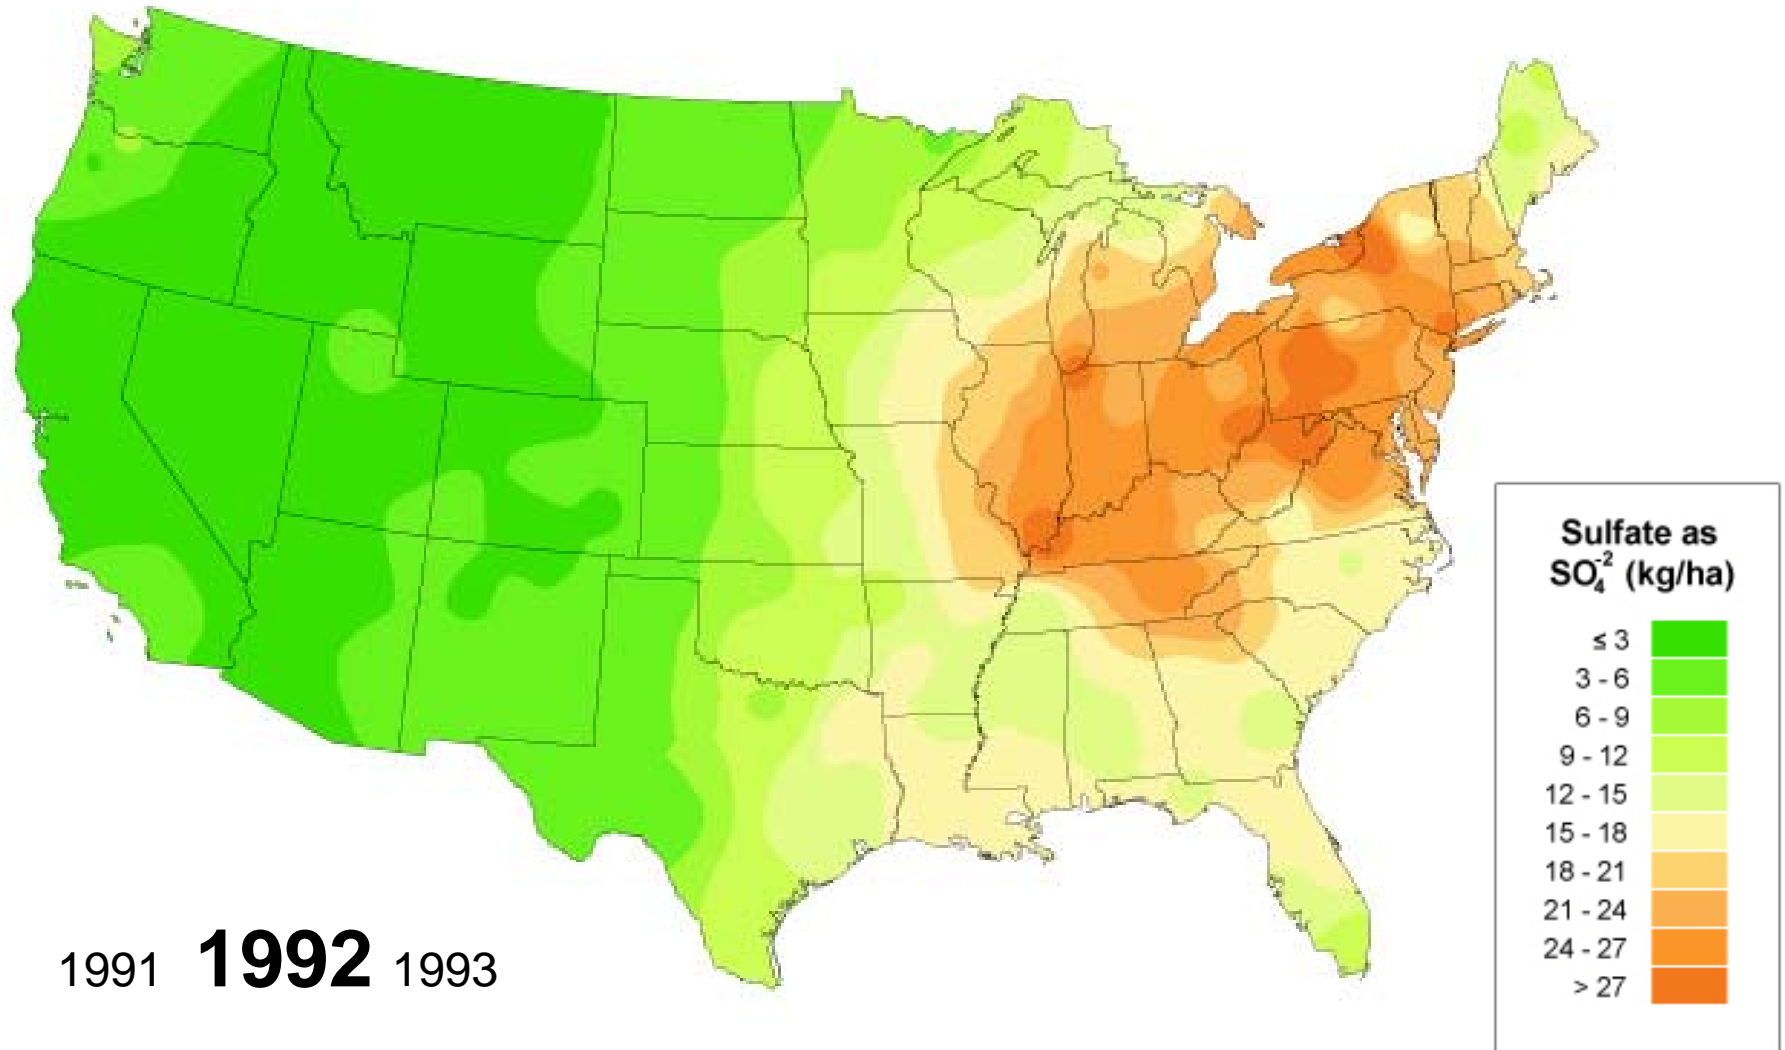 Sulfate as
SO₄⁻² (kg/ha)
≤ 3
3 - 6
6 - 9
9 - 12
12 - 15
15 - 18
18 - 21
21 - 24
24 - 27
> 27
1991 1992 1993